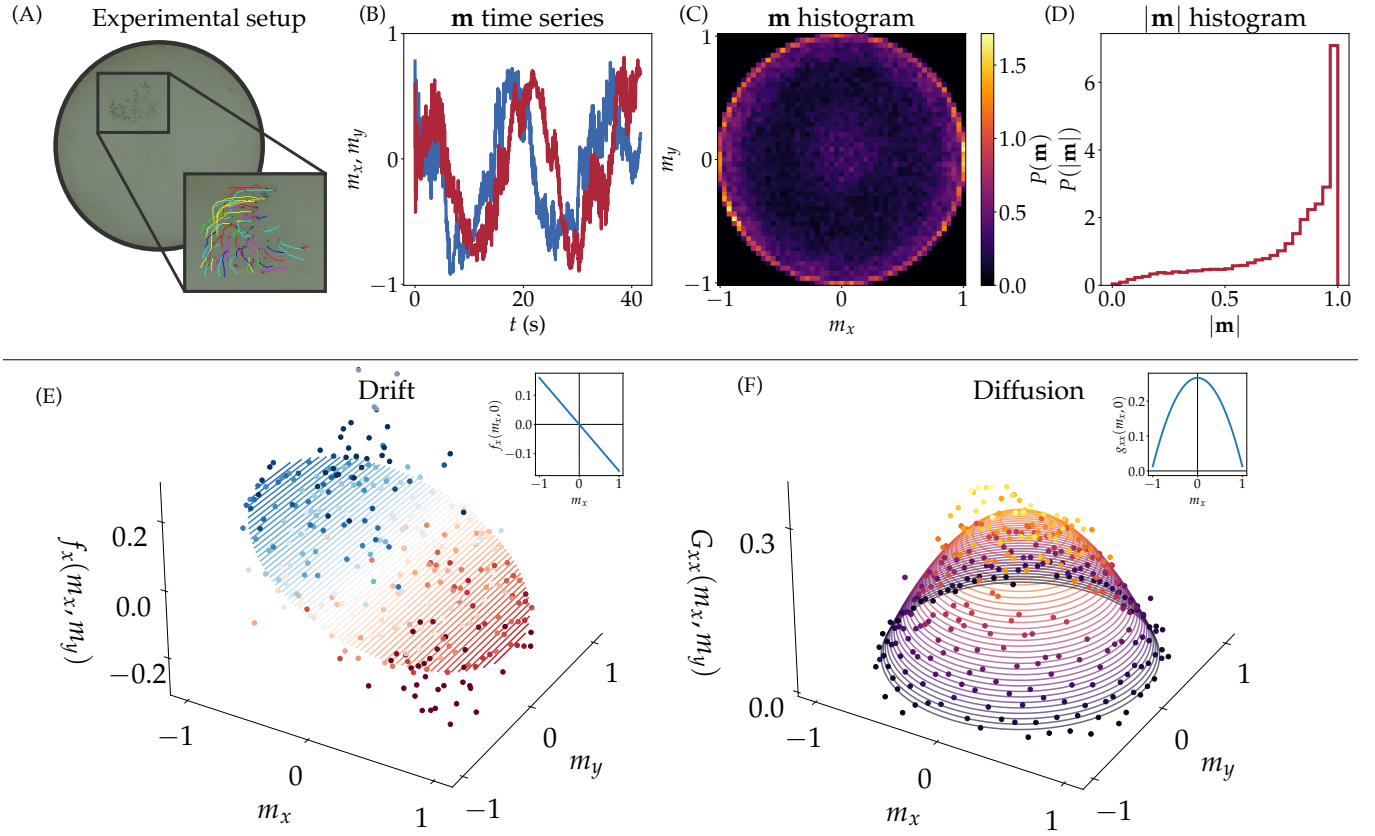 (A)
Experimental setup
(B)
m time series
1
0
−1
m_x, m_y
0
20
40
t (s)
(C)
m histogram
1
0
−1
m_y
−1
0
1
m_x
1.5
1.0
0.5
0.0
P(m)
(D)
|m| histogram
6
4
2
0
P(|m|)
0.0
0.5
1.0
|m|
(E)
Drift
0.1
0.0
−0.1
f_x(m_x, 0)
−1
0
1
m_x
0.2
0.0
−0.2
f_x(m_x, m_y)
−1
0
1
m_x
−1
0
1
m_y
(F)
Diffusion
0.2
0.1
0.0
g_xx(m_x, 0)
−1
0
1
m_x
0.3
0.0
G_xx(m_x, m_y)
−1
0
1
m_x
−1
0
1
m_y